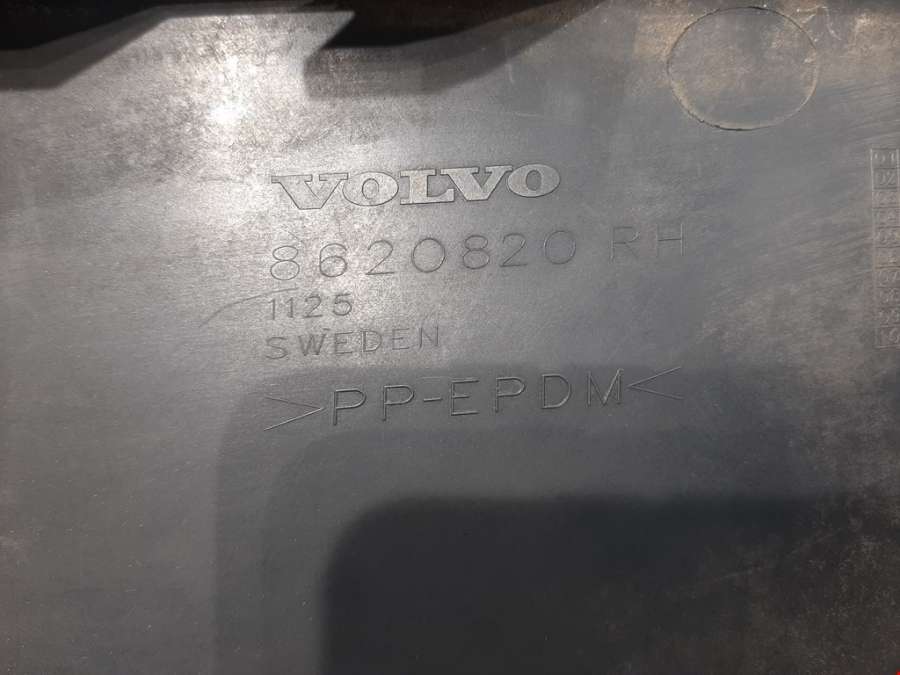 VOLVO
8620820 RH
1125
SWEDEN
>PP-EPDM<